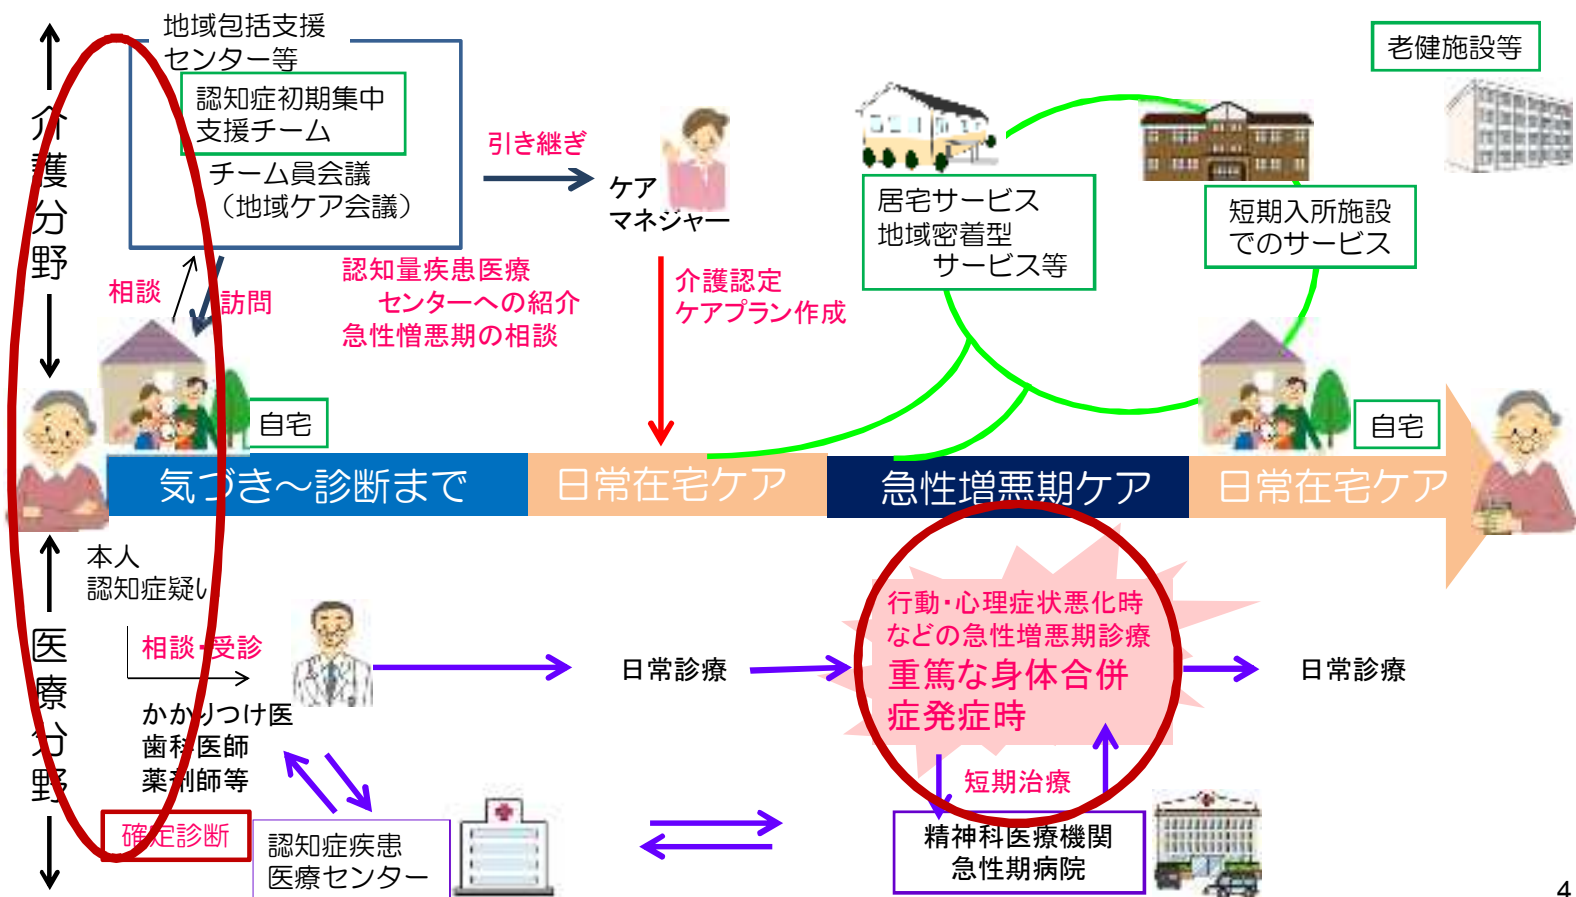 地域包括支援
センター等
認知症初期集中
支援チーム
チーム員会議
(地域ケア会議)
引き継ぎ
ケア
マネジャー
居宅サービス
地域密着型
サービス等
短期入所施設
でのサービス
老健施設等
介護分野
相談
訪問
認知量疾患医療
センターへの紹介
急性憎悪期の相談
介護認定
ケアプラン作成
自宅
自宅
気づき~診断まで
日常在宅ケア
急性増悪期ケア
日常在宅ケア
本人
認知症疑い
医療分野
相談・受診
かかりつけ医
歯科医師
薬剤師等
確定診断
認知症疾患
医療センター
日常診療
行動・心理症状悪化時
などの急性増悪期診療
重篤な身体合併
症発症時
短期治療
精神科医療機関
急性期病院
日常診療
4